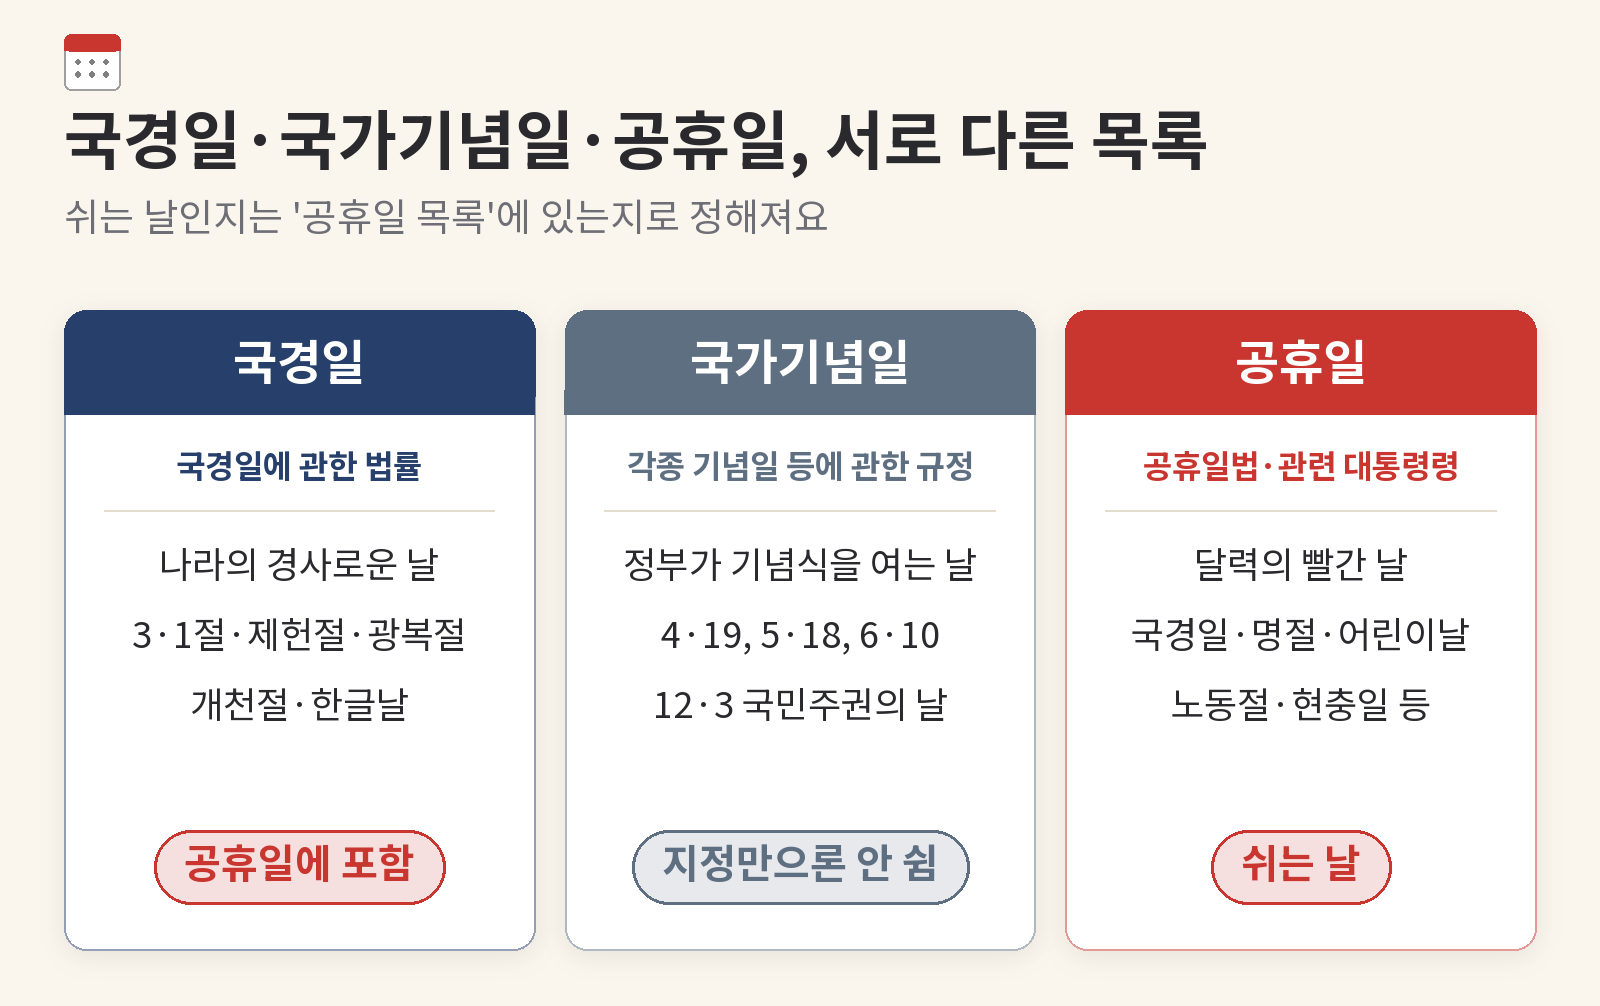 국경일·국가기념일·공휴일, 서로 다른 목록
쉬는 날인지는 '공휴일 목록'에 있는지로 정해져요
국경일
국경일에 관한 법률
나라의 경사로운 날
3·1절·제헌절·광복절
개천절·한글날
공휴일에 포함
국가기념일
각종 기념일 등에 관한 규정
정부가 기념식을 여는 날
4·19, 5·18, 6·10
12·3 국민주권의 날
지정만으론 안 쉼
공휴일
공휴일법·관련 대통령령
달력의 빨간 날
국경일·명절·어린이날
노동절·현충일 등
쉬는 날